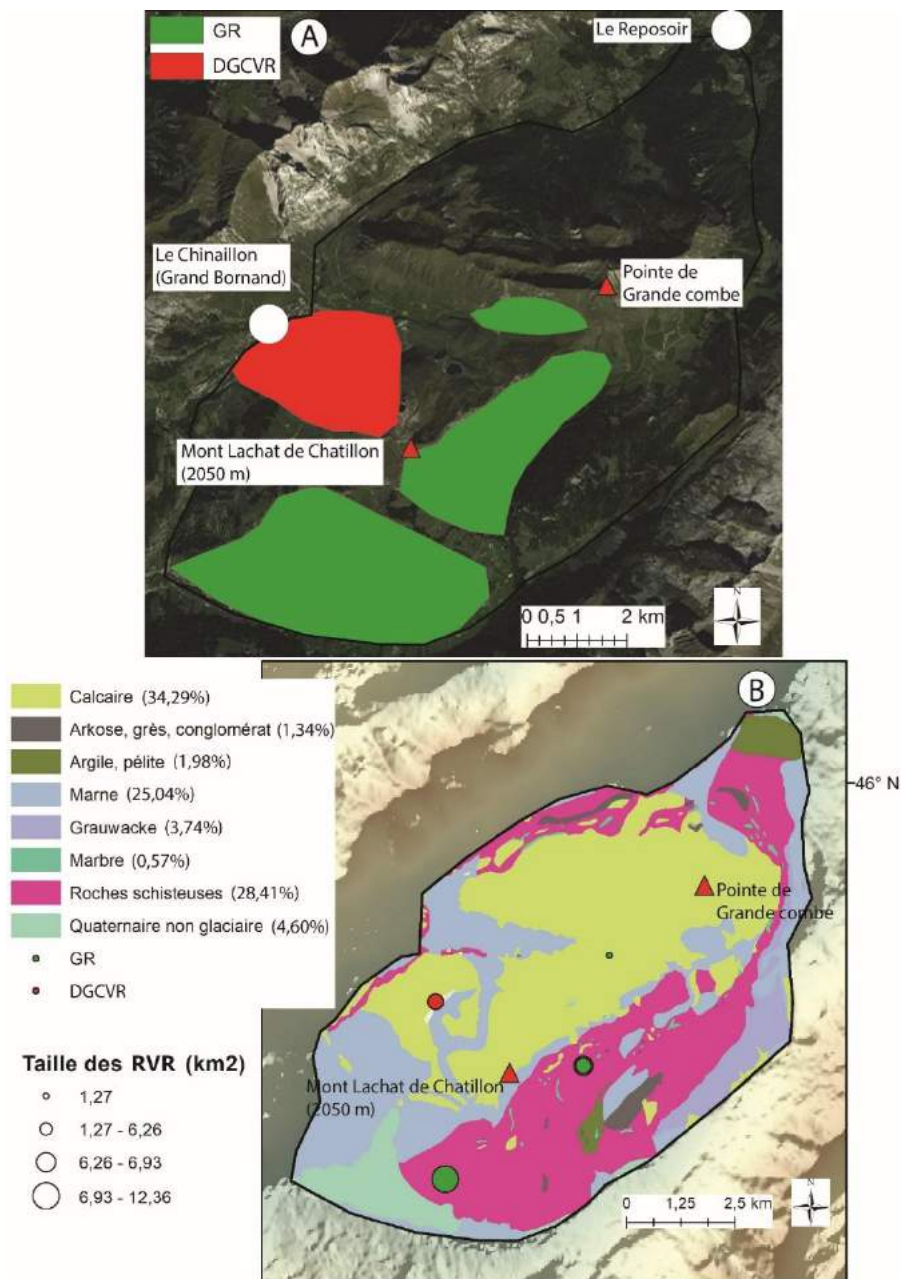 GR
DGCVR
A
Le Reposoir
Le Chinaillon
(Grand Bornand)
Pointe de
Grande combe
Mont Lachat de Chatillon
(2050 m)
0 0,5 1 2 km
N
B
Calcaire (34,29%)
Arkose, grès, conglomérat (1,34%)
Argile, pélite (1,98%)
Marne (25,04%)
Grauwacke (3,74%)
Marbre (0,57%)
Roches schisteuses (28,41%)
Quaternaire non glaciaire (4,60%)
GR
DGCVR
Taille des RVR (km2)
1,27
1,27 - 6,26
6,26 - 6,93
6,93 - 12,36
46° N
Pointe de
Grande combe
Mont Lachat de Chatillon
(2050 m)
0 1,25 2,5 km
N